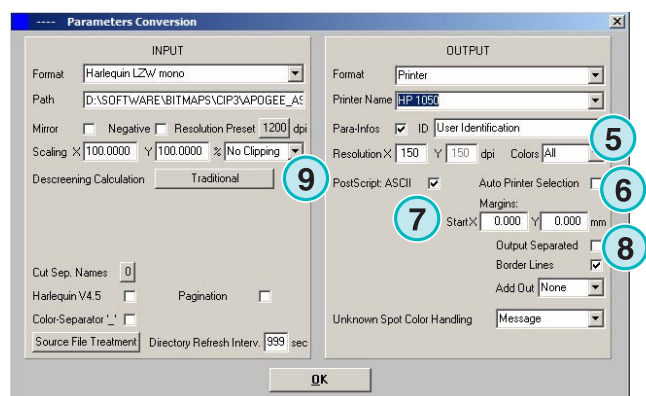 ---- Parameters Conversion
INPUT
Format Harlequin LZW mono
Path D:\SOFTWARE\BITMAPS\CIP3\APOGEE_AS
Mirror Negative Resolution Preset 1200 dpi
Scaling X 100.0000 Y 100.0000 % No Clipping
Descreening Calculation Traditional 9
Cut Sep. Names 0
Harlequin V4.5 Pagination
Color-Separator '_'
Source File Treatment Directory Refresh Interv. 999 sec
OUTPUT
Format Printer
Printer Name HP 1050
Para-Infos ID User Identification 5
Resolution X 150 Y 150 dpi Colors All
PostScript: ASCII Auto Printer Selection 6
Margins:
7 Start X 0.000 Y 0.000 mm
Output Separated 8
Border Lines
Add Out None
Unknown Spot Color Handling Message
OK